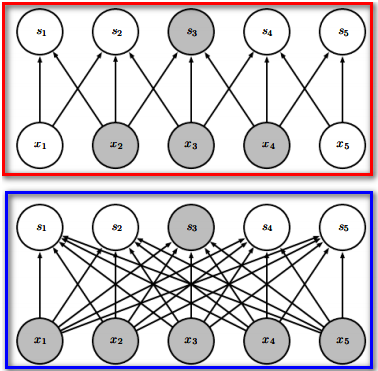 s₁ s₂ s₃ s₄ s₅
x₁ x₂ x₃ x₄ x₅
s₁ s₂ s₃ s₄ s₅
x₁ x₂ x₃ x₄ x₅